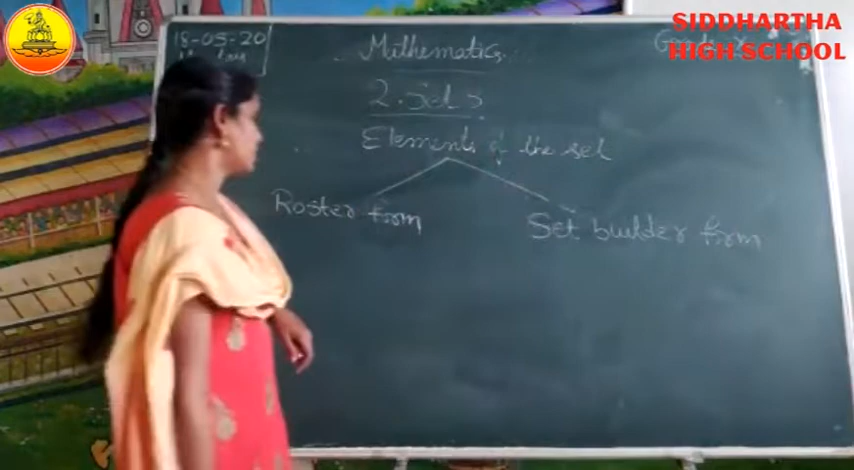 SIDDHARTHA
HIGH SCHOOL
18-05-20
Mathematics.
2. Sets
Elements of the set
Roster form
Set builder form